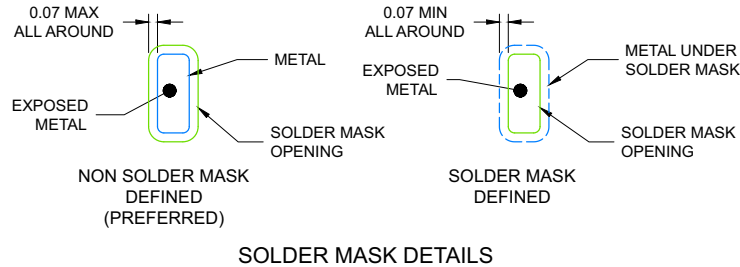 0.07 MAX
ALL AROUND
METAL
EXPOSED
METAL
SOLDER MASK
OPENING
NON SOLDER MASK
DEFINED
(PREFERRED)
0.07 MIN
ALL AROUND
METAL UNDER
SOLDER MASK
EXPOSED
METAL
SOLDER MASK
OPENING
SOLDER MASK
DEFINED
SOLDER MASK DETAILS